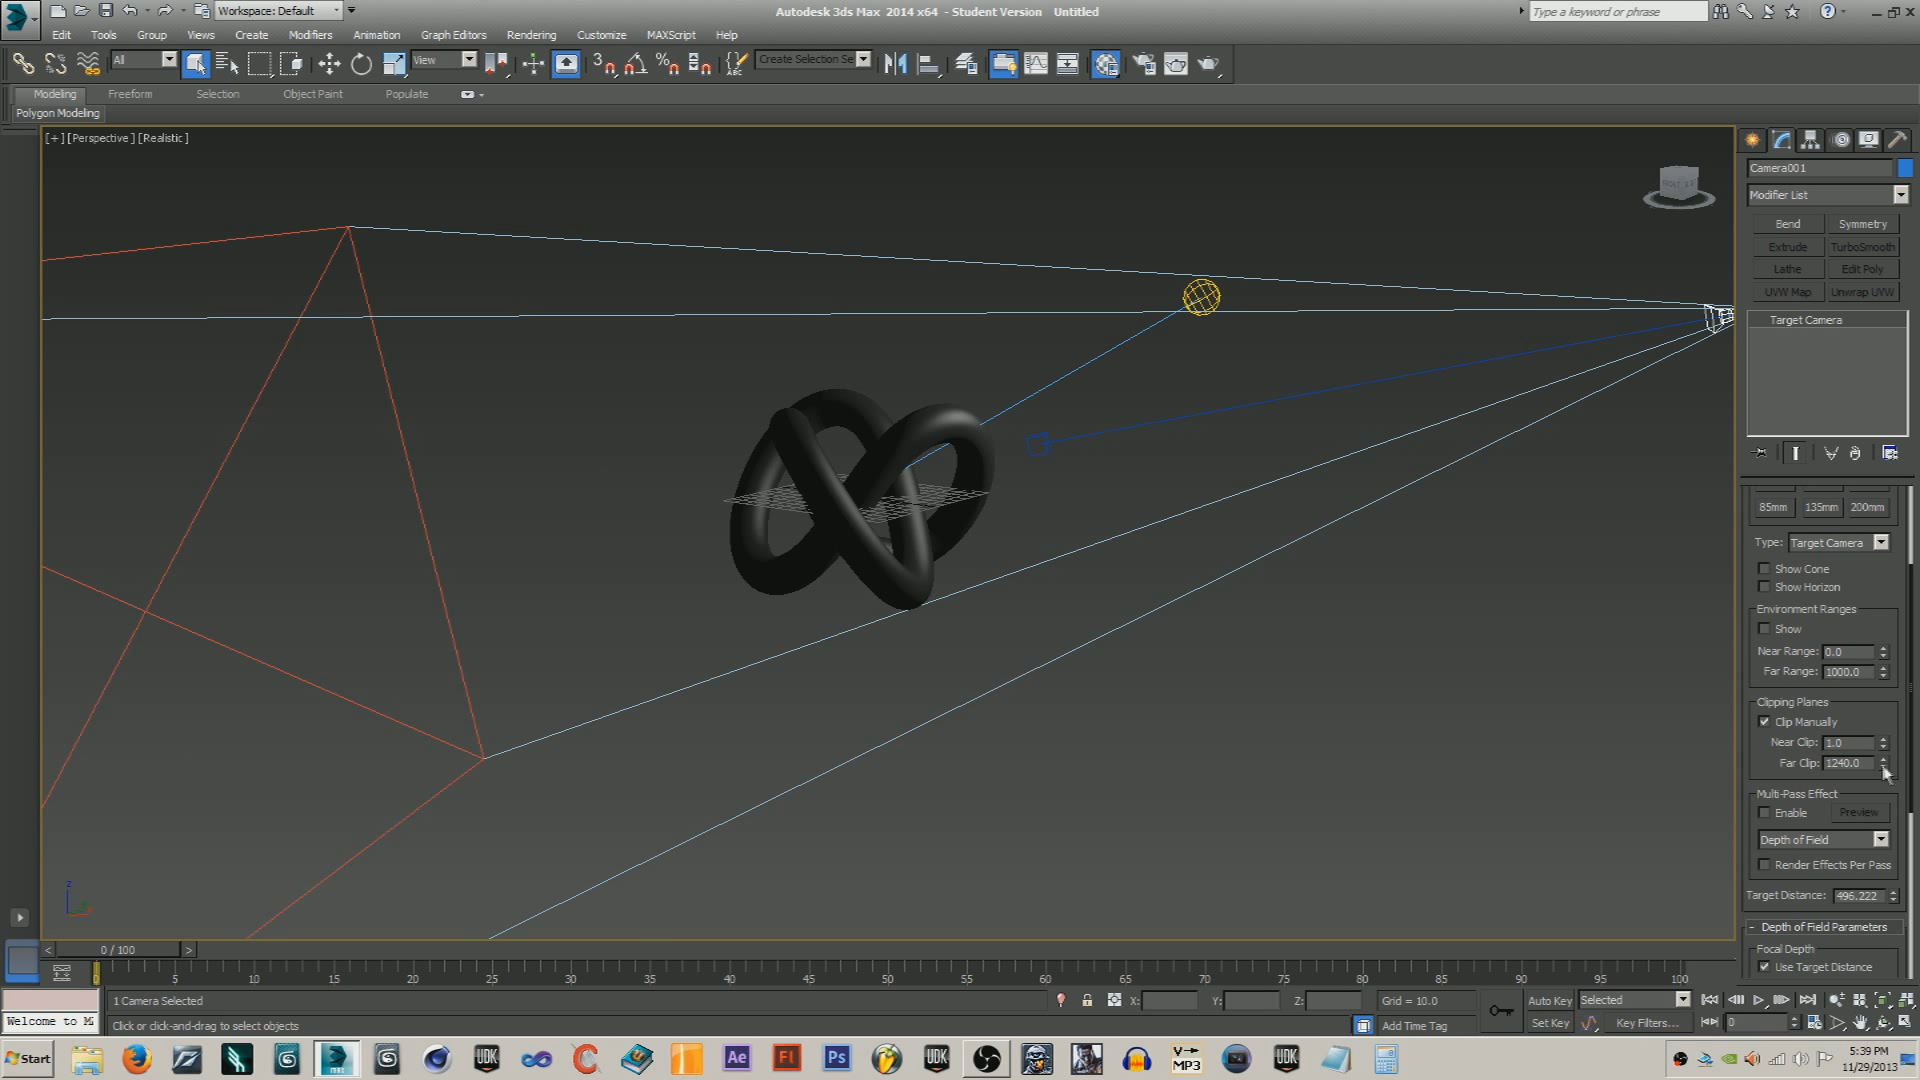 Workspace: Default
Autodesk 3ds Max 2014 x64 - Student Version Untitled
Type a keyword or phrase
Edit Tools Group Views Create Modifiers Animation Graph Editors Rendering Customize MAXScript Help
All
View
Create Selection Se
Modeling Freeform Selection Object Paint Populate
Polygon Modeling
[+] [Perspective] [Realistic]
Camera001
Modifier List
Bend Symmetry
Extrude TurboSmooth
Lathe Edit Poly
UVW Map Unwrap UVW
Target Camera
85mm 135mm 200mm
Type: Target Camera
Show Cone
Show Horizon
Environment Ranges
Show
Near Range: 0.0
Far Range: 1000.0
Clipping Planes
Clip Manually
Near Clip: 1.0
Far Clip: 1240.0
Multi-Pass Effect
Enable Preview
Depth of Field
Render Effects Per Pass
Target Distance: 496.222
- Depth of Field Parameters
Focal Depth
Use Target Distance
z
< 0 / 100 >
0 5 10 15 20 25 30 35 40 45 50 55 60 65 70 75 80 85 90 95 100
1 Camera Selected
X: Y: Z: Grid = 10.0
Auto Key Selected
Welcome to M
Click or click-and-drag to select objects
Add Time Tag
Set Key Key Filters...
0
Start
UDK
Ae
Fl
Ps
UDK
V->
MP3
UDK
5:39 PM
11/29/2013